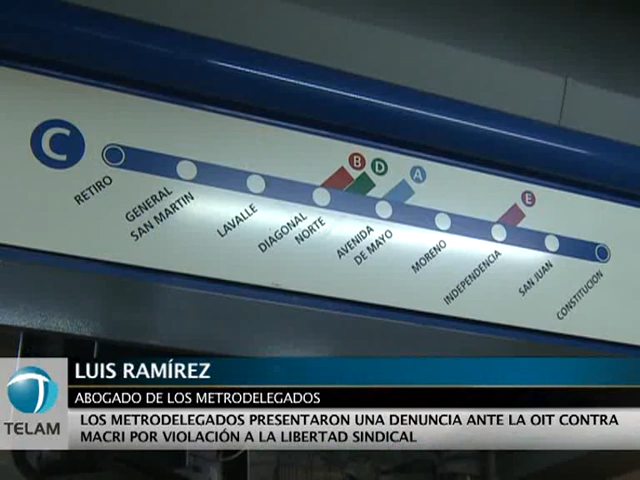 C
B
D
A
E
RETIRO
GENERAL
SAN MARTIN
LAVALLE
DIAGONAL
NORTE
AVENIDA
DE MAYO
MORENO
INDEPENDENCIA
SAN JUAN
CONSTITUCION
LUIS RAMÍREZ
ABOGADO DE LOS METRODELEGADOS
LOS METRODELEGADOS PRESENTARON UNA DENUNCIA ANTE LA OIT CONTRA
MACRI POR VIOLACIÓN A LA LIBERTAD SINDICAL
TELAM